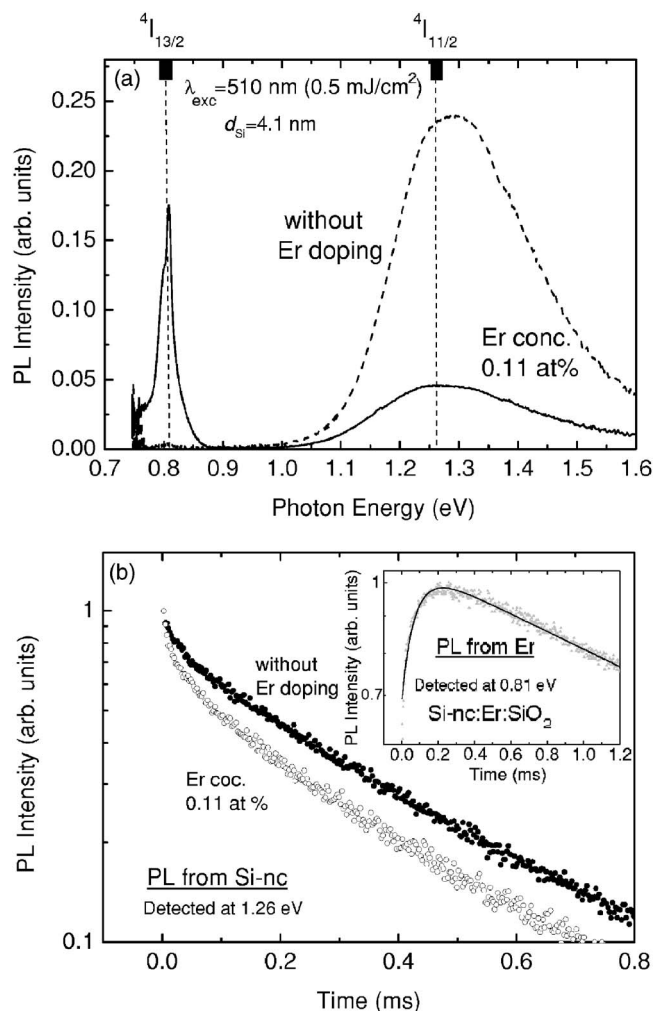 ⁴I₁₃/₂ ⁴I₁₁/₂
(a)
λexc=510 nm (0.5 mJ/cm²)
dSi=4.1 nm
without
Er doping
Er conc.
0.11 at%
PL Intensity (arb. units)
0.25
0.20
0.15
0.10
0.05
0.00
0.7 0.8 0.9 1.0 1.1 1.2 1.3 1.4 1.5 1.6
Photon Energy (eV)
(b)
PL Intensity (arb. units)
1
0.1
without
Er doping
Er coc.
0.11 at %
PL from Si-nc
Detected at 1.26 eV
PL Intensity (arb. units)
1
0.7
PL from Er
Detected at 0.81 eV
Si-nc:Er:SiO₂
0.0 0.2 0.4 0.6 0.8 1.0 1.2
Time (ms)
0.0 0.2 0.4 0.6 0.8
Time (ms)